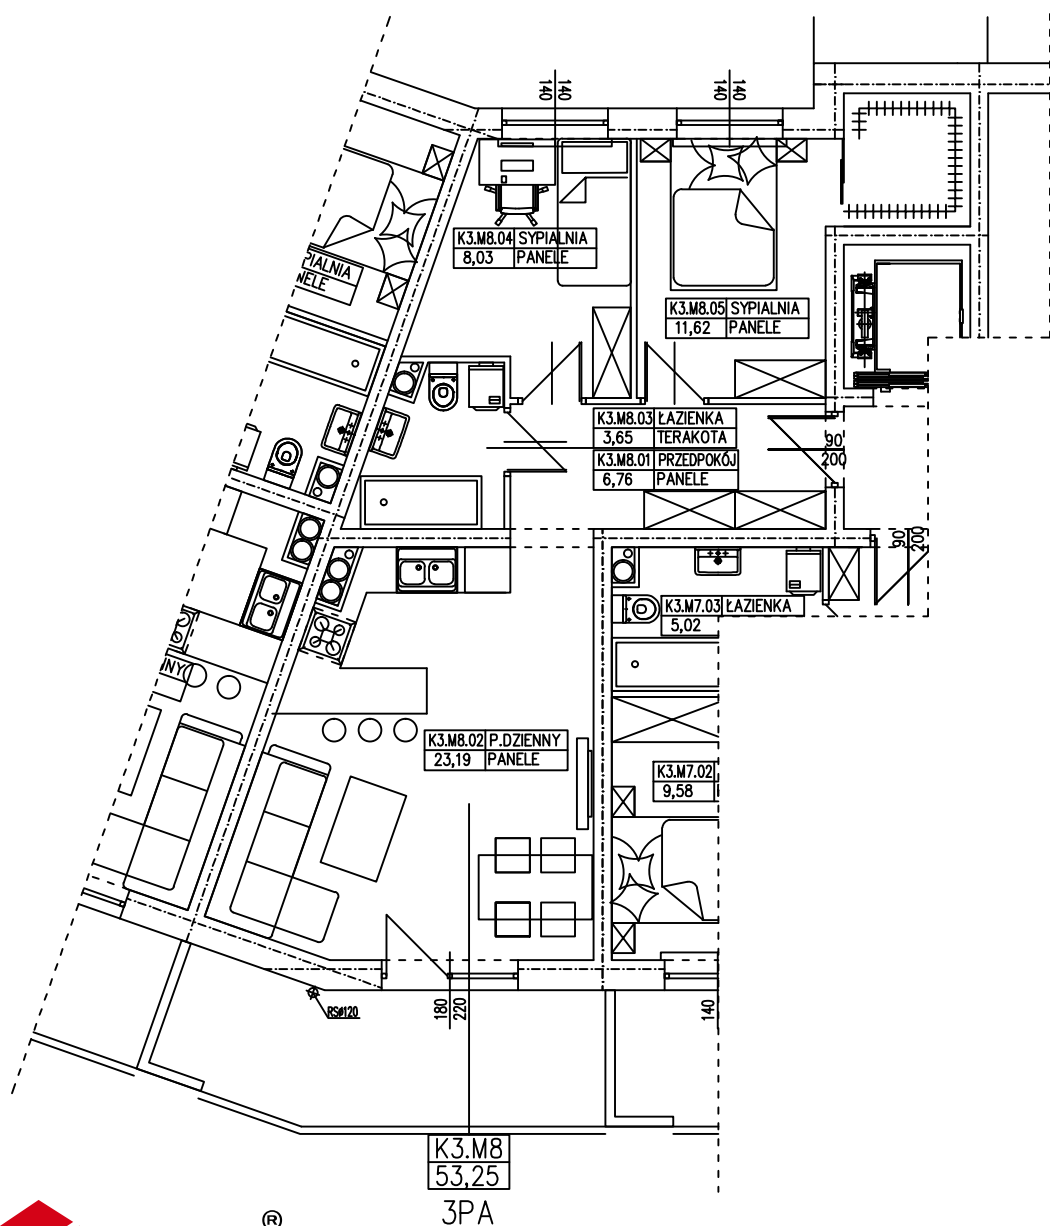 140 140
140 140
K3.M8.04 SYPIALNIA
8,03 PANELE
PIALNIA
NELE
K3.M8.05 SYPIALNIA
11,62 PANELE
K3.M8.03 ŁAZIENKA
3,65 TERAKOTA
K3.M8.01 PRZEDPOKÓJ
6,76 PANELE
90
200
90
200
K3.M7.03 ŁAZIENKA
5,02
NNY
K3.M8.02 P.DZIENNY
23,19 PANELE
K3.M7.02
9,58
RSø120
180
220
140
K3.M8
53,25
3PA
®